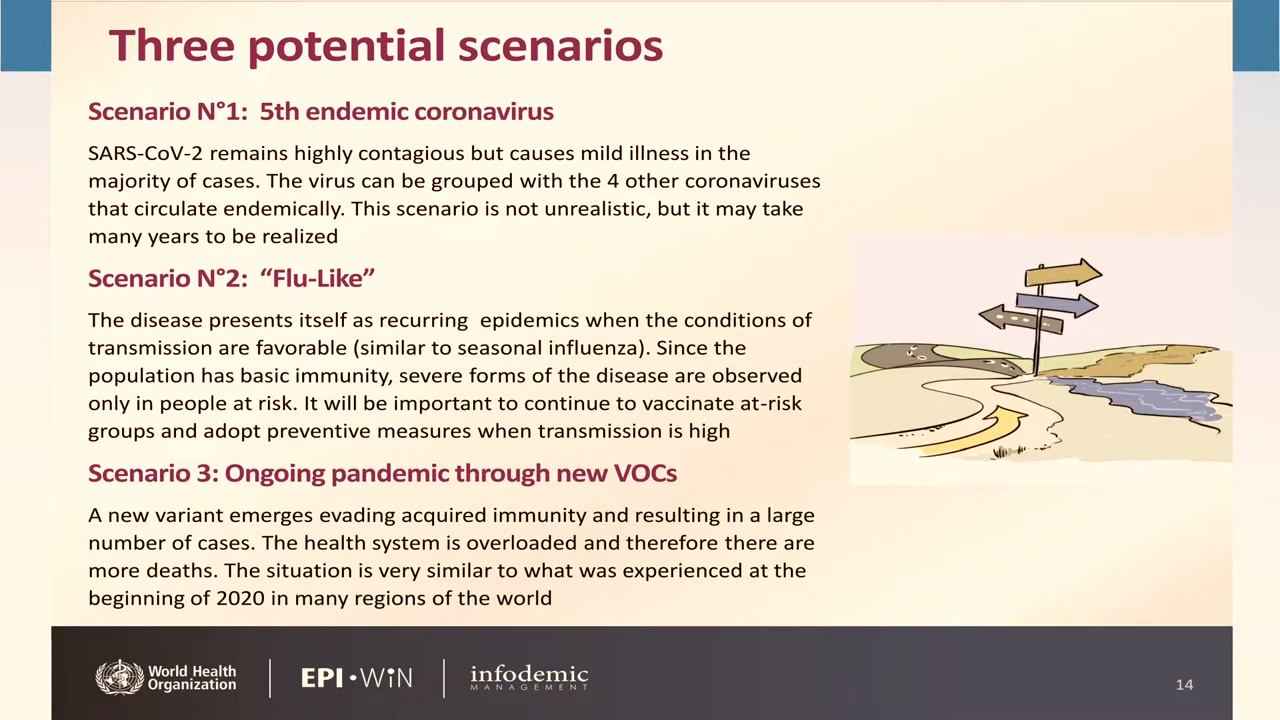 Three potential scenarios
Scenario N°1:  5th endemic coronavirus
SARS-CoV-2 remains highly contagious but causes mild illness in the
majority of cases. The virus can be grouped with the 4 other coronaviruses
that circulate endemically. This scenario is not unrealistic, but it may take
many years to be realized
Scenario N°2:  “Flu-Like”
The disease presents itself as recurring  epidemics when the conditions of
transmission are favorable (similar to seasonal influenza). Since the
population has basic immunity, severe forms of the disease are observed
only in people at risk. It will be important to continue to vaccinate at-risk
groups and adopt preventive measures when transmission is high
Scenario 3: Ongoing pandemic through new VOCs
A new variant emerges evading acquired immunity and resulting in a large
number of cases. The health system is overloaded and therefore there are
more deaths. The situation is very similar to what was experienced at the
beginning of 2020 in many regions of the world
World Health
Organization
EPI•WiN
infodemic
MANAGEMENT
14